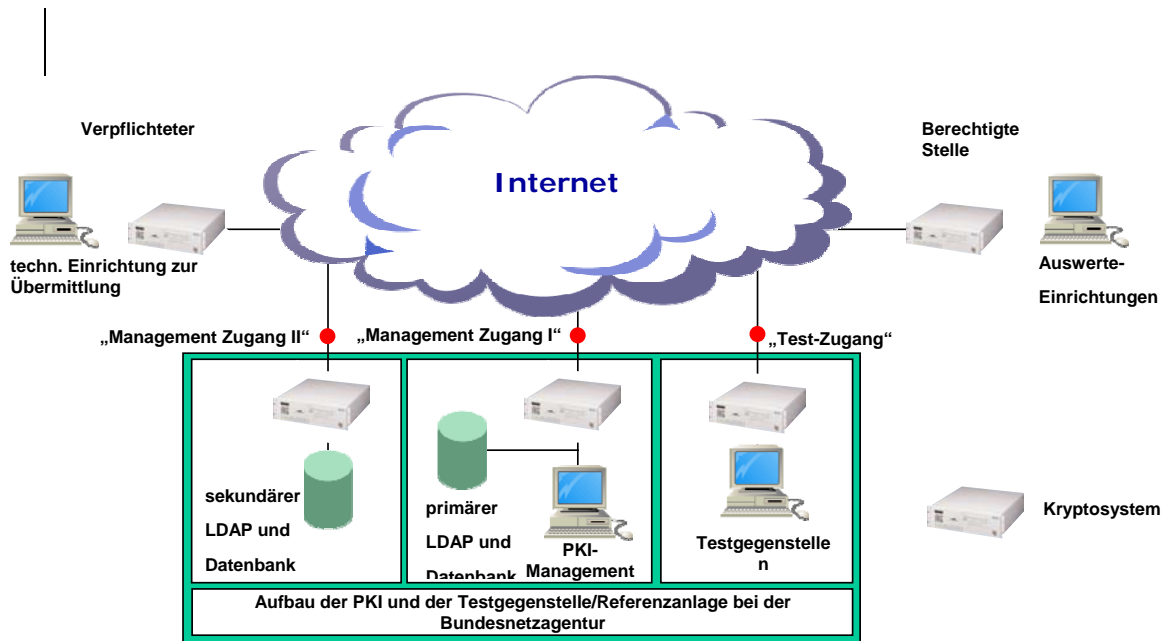 Verpflichteter
Berechtigte
Stelle
Internet
techn. Einrichtung zur
Übermittlung
Auswerte-
Einrichtungen
„Management Zugang II“
„Management Zugang I“
„Test-Zugang“
sekundärer
LDAP und
Datenbank
primärer
LDAP und
Datenbank
PKI-
Management
Testgegenstelle
n
Kryptosystem
Aufbau der PKI und der Testgegenstelle/Referenzanlage bei der
Bundesnetzagentur